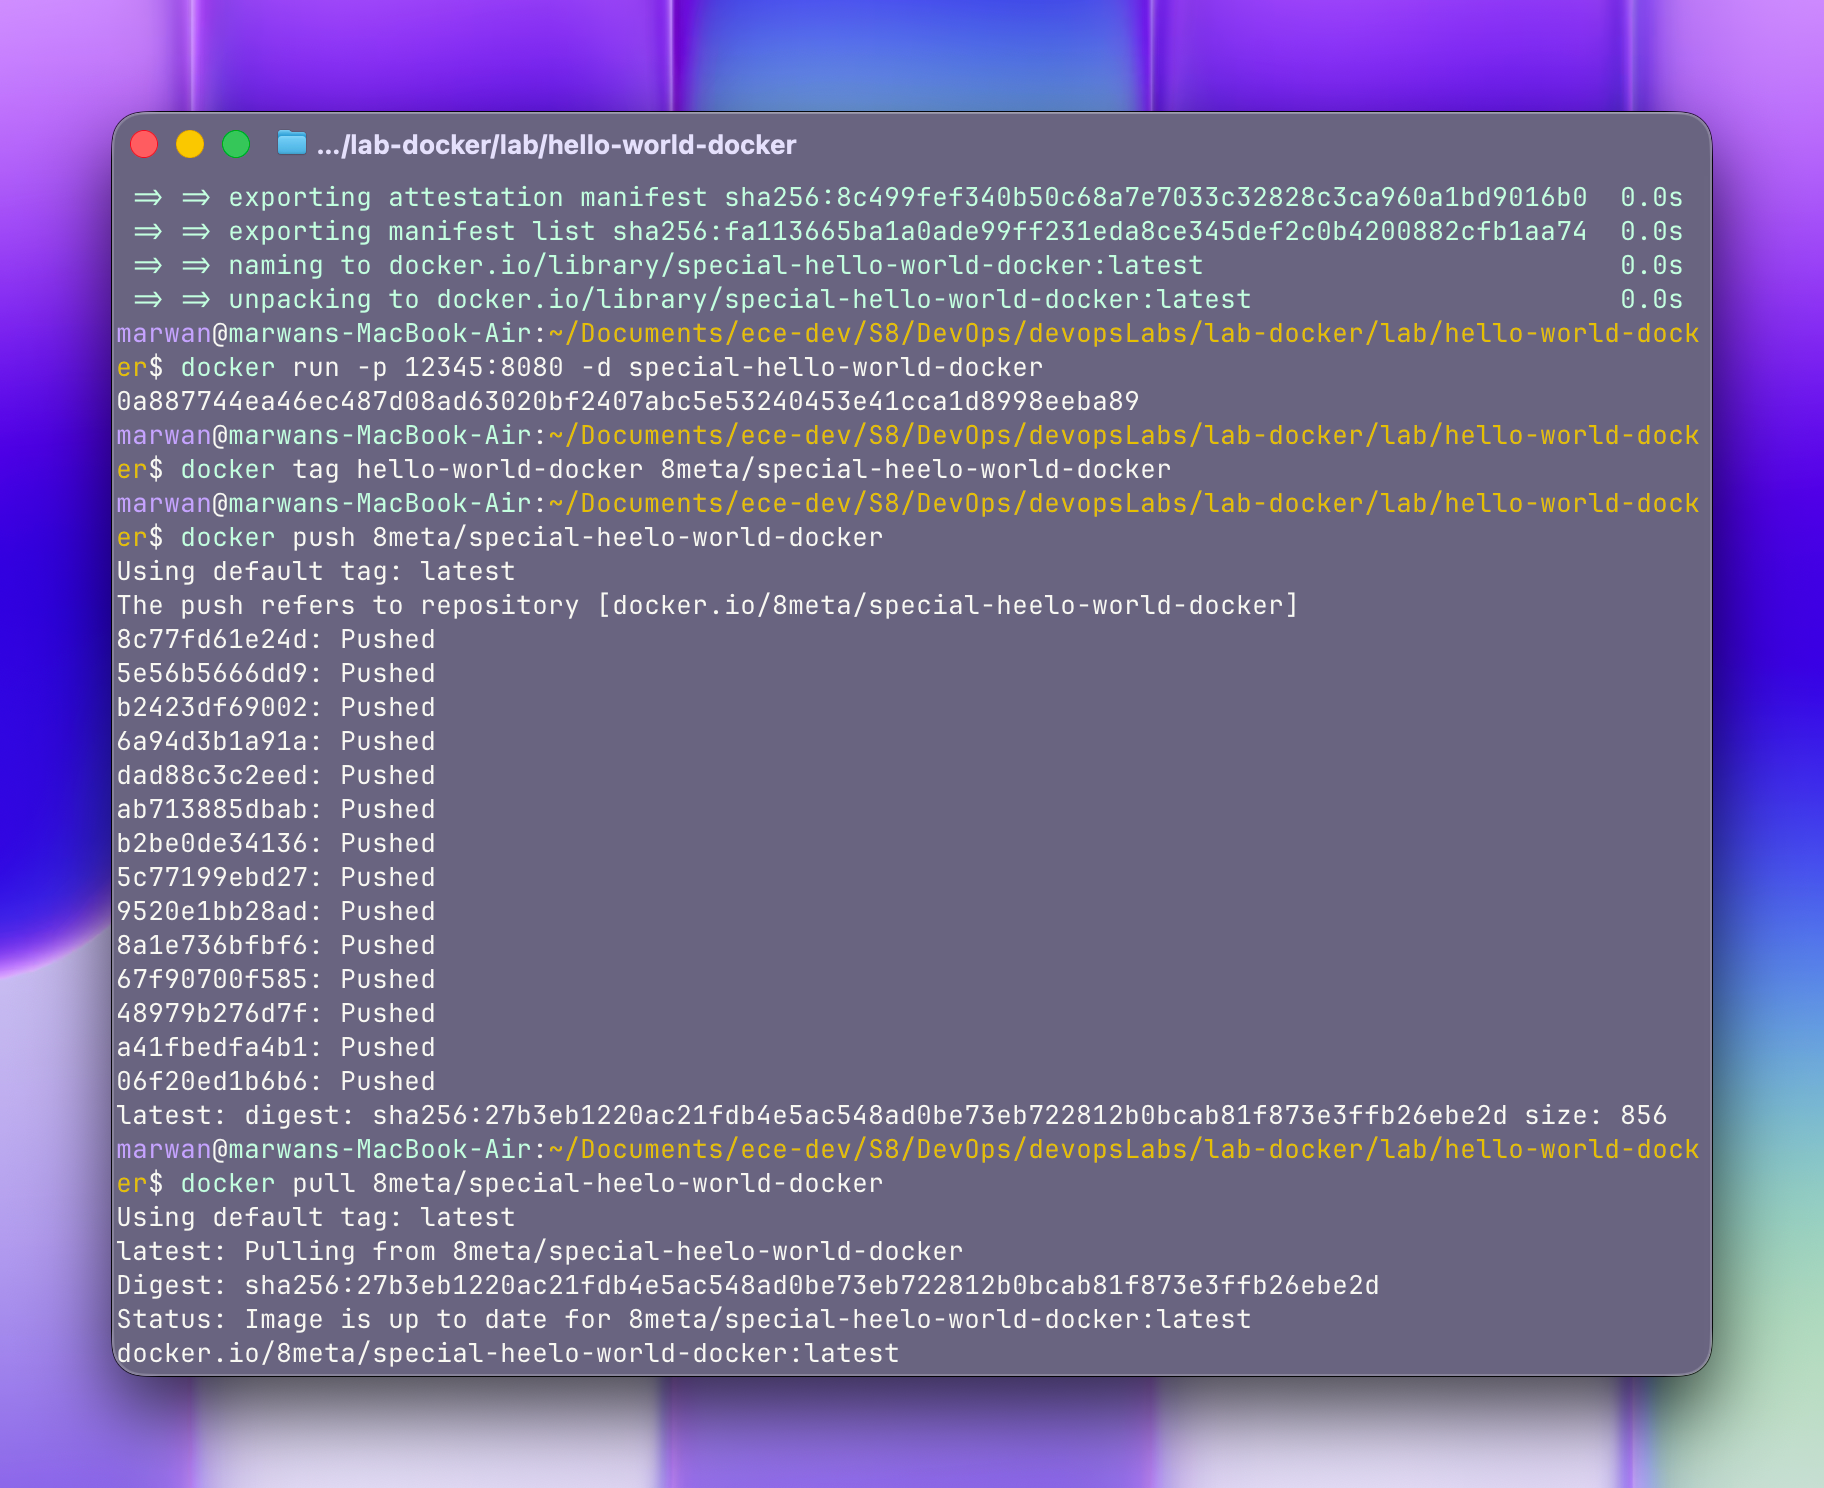 .../lab-docker/lab/hello-world-docker
=> => exporting attestation manifest sha256:8c499fef340b50c68a7e7033c32828c3ca960a1bd9016b0 0.0s
=> => exporting manifest list sha256:fa113665ba1a0ade99ff231eda8ce345def2c0b4200882cfb1aa74 0.0s
=> => naming to docker.io/library/special-hello-world-docker:latest 0.0s
=> => unpacking to docker.io/library/special-hello-world-docker:latest 0.0s
marwan@marwans-MacBook-Air:~/Documents/ece-dev/S8/DevOps/devopsLabs/lab-docker/lab/hello-world-dock
er$ docker run -p 12345:8080 -d special-hello-world-docker
0a887744ea46ec487d08ad63020bf2407abc5e53240453e41cca1d8998eeba89
marwan@marwans-MacBook-Air:~/Documents/ece-dev/S8/DevOps/devopsLabs/lab-docker/lab/hello-world-dock
er$ docker tag hello-world-docker 8meta/special-heelo-world-docker
marwan@marwans-MacBook-Air:~/Documents/ece-dev/S8/DevOps/devopsLabs/lab-docker/lab/hello-world-dock
er$ docker push 8meta/special-heelo-world-docker
Using default tag: latest
The push refers to repository [docker.io/8meta/special-heelo-world-docker]
8c77fd61e24d: Pushed
5e56b5666dd9: Pushed
b2423df69002: Pushed
6a94d3b1a91a: Pushed
dad88c3c2eed: Pushed
ab713885dbab: Pushed
b2be0de34136: Pushed
5c77199ebd27: Pushed
9520e1bb28ad: Pushed
8a1e736bfbf6: Pushed
67f90700f585: Pushed
48979b276d7f: Pushed
a41fbedfa4b1: Pushed
06f20ed1b6b6: Pushed
latest: digest: sha256:27b3eb1220ac21fdb4e5ac548ad0be73eb722812b0bcab81f873e3ffb26ebe2d size: 856
marwan@marwans-MacBook-Air:~/Documents/ece-dev/S8/DevOps/devopsLabs/lab-docker/lab/hello-world-dock
er$ docker pull 8meta/special-heelo-world-docker
Using default tag: latest
latest: Pulling from 8meta/special-heelo-world-docker
Digest: sha256:27b3eb1220ac21fdb4e5ac548ad0be73eb722812b0bcab81f873e3ffb26ebe2d
Status: Image is up to date for 8meta/special-heelo-world-docker:latest
docker.io/8meta/special-heelo-world-docker:latest